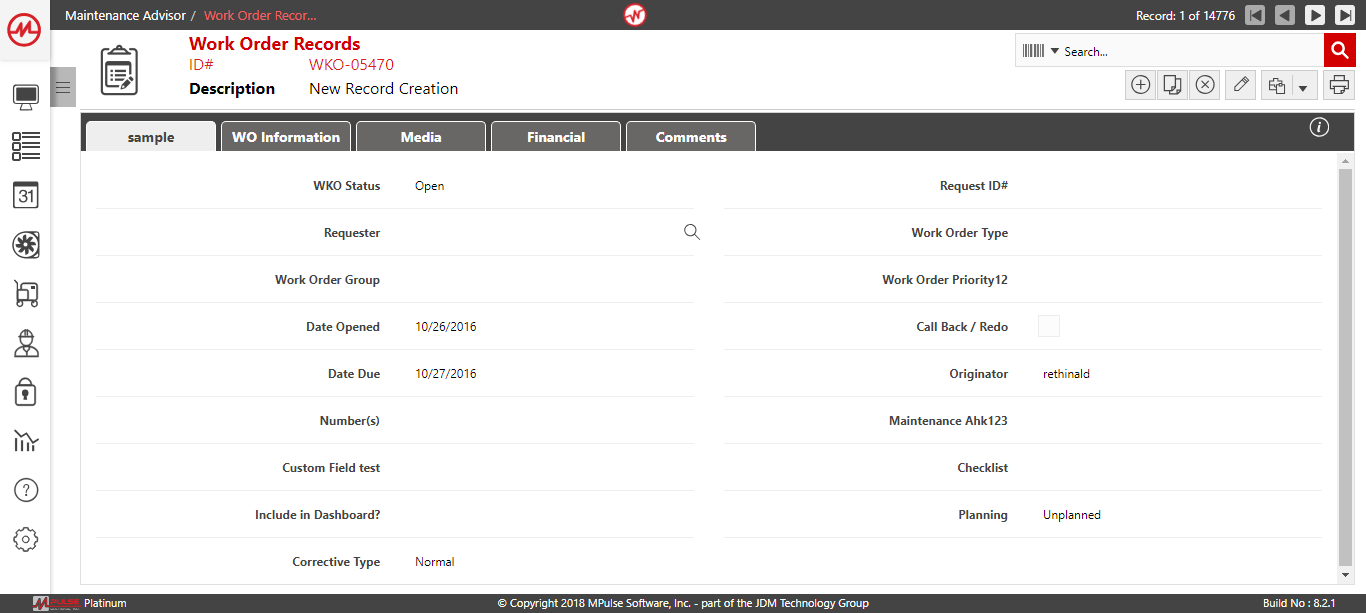 Maintenance Advisor / Work Order Recor...
Record: 1 of 14776
Work Order Records
ID# WKO-05470
Description New Record Creation
Search...
sample WO Information Media Financial Comments
WKO Status Open Request ID#
Requester Work Order Type
Work Order Group Work Order Priority12
Date Opened 10/26/2016 Call Back / Redo
Date Due 10/27/2016 Originator rethinald
Number(s) Maintenance Ahk123
Custom Field test Checklist
Include in Dashboard? Planning Unplanned
Corrective Type Normal
31
MPULSE Platinum © Copyright 2018 MPulse Software, Inc. - part of the JDM Technology Group Build No : 8.2.1